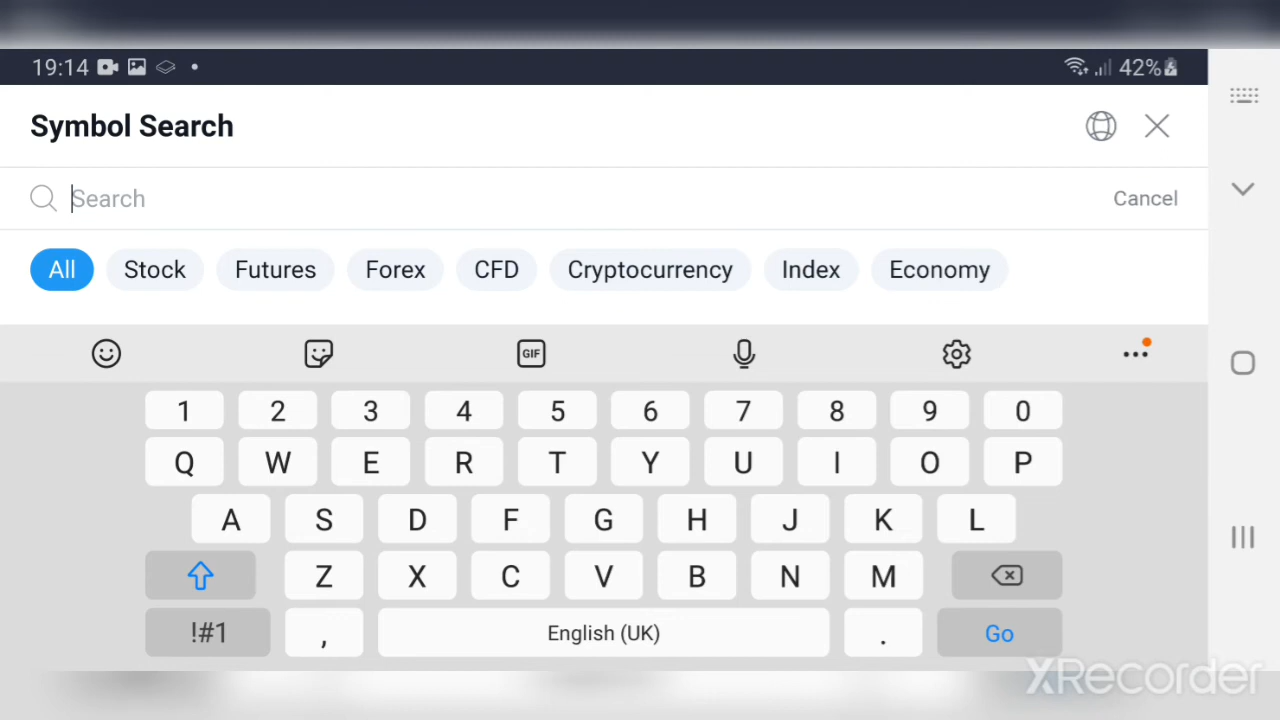 19:14 42%
Symbol Search
Search Cancel
All Stock Futures Forex CFD Cryptocurrency Index Economy
GIF
1 2 3 4 5 6 7 8 9 0
Q W E R T Y U I O P
A S D F G H J K L
Z X C V B N M
!#1 , English (UK) . Go
XRecorder